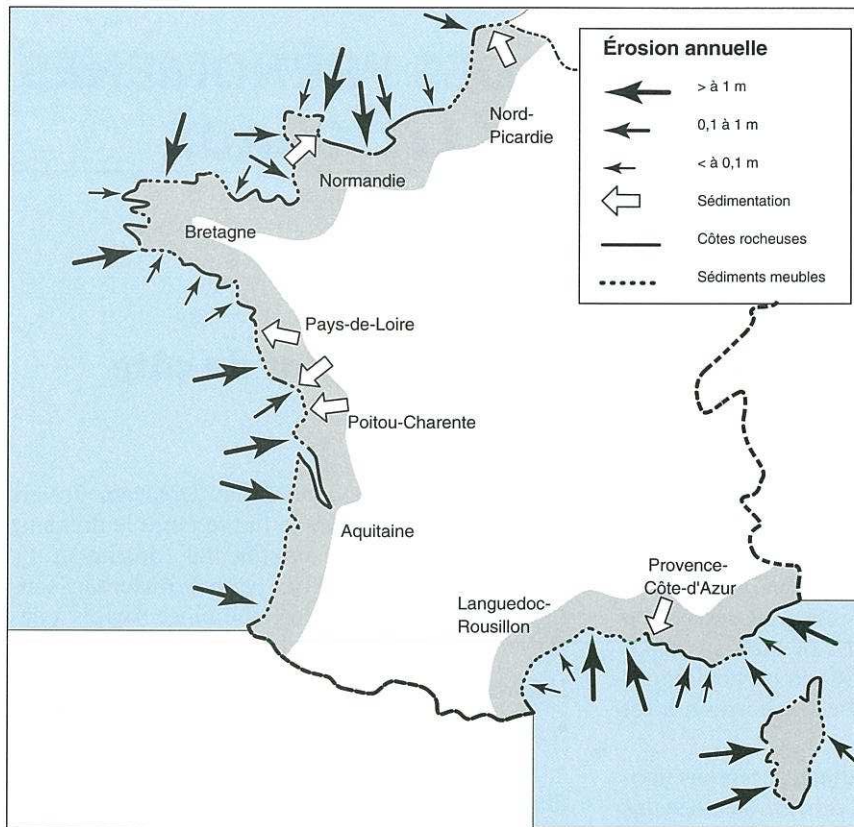 Érosion annuelle
> à 1 m
0,1 à 1 m
< à 0,1 m
Sédimentation
Côtes rocheuses
Sédiments meubles
Nord-
Picardie
Normandie
Bretagne
Pays-de-Loire
Poitou-Charente
Aquitaine
Provence-
Côte-d'Azur
Languedoc-
Rousillon